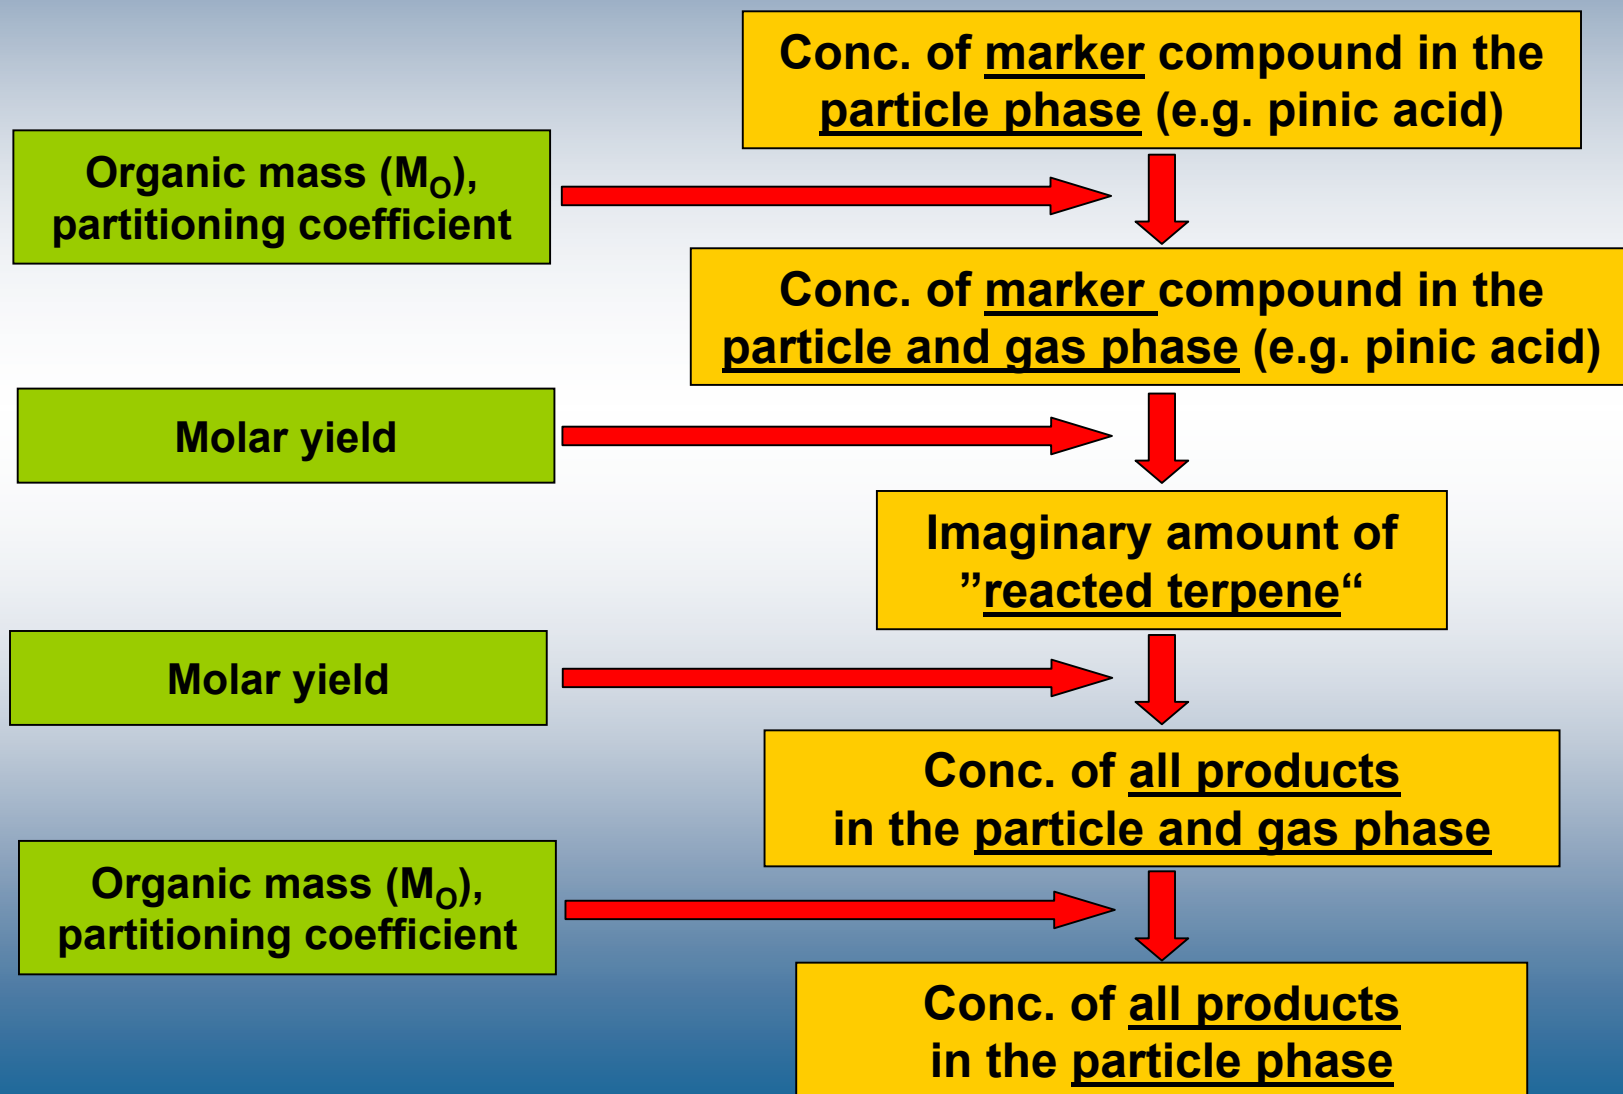 Conc. of marker compound in the
particle phase (e.g. pinic acid)
Organic mass (MO),
partitioning coefficient
Conc. of marker compound in the
particle and gas phase (e.g. pinic acid)
Molar yield
Imaginary amount of
”reacted terpene“
Molar yield
Conc. of all products
in the particle and gas phase
Organic mass (MO),
partitioning coefficient
Conc. of all products
in the particle phase